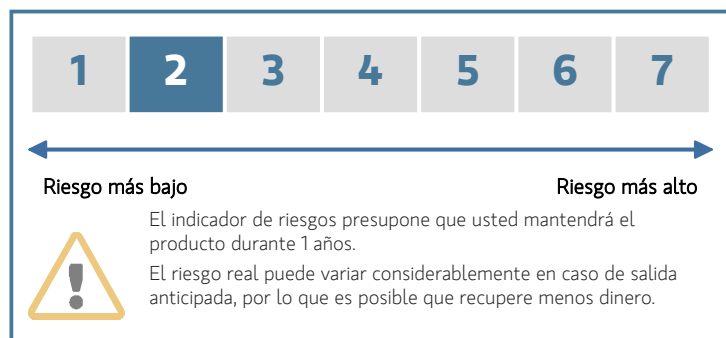 1 2 3 4 5 6 7
Riesgo más bajo Riesgo más alto
El indicador de riesgos presupone que usted mantendrá el
producto durante 1 años.
El riesgo real puede variar considerablemente en caso de salida
anticipada, por lo que es posible que recupere menos dinero.